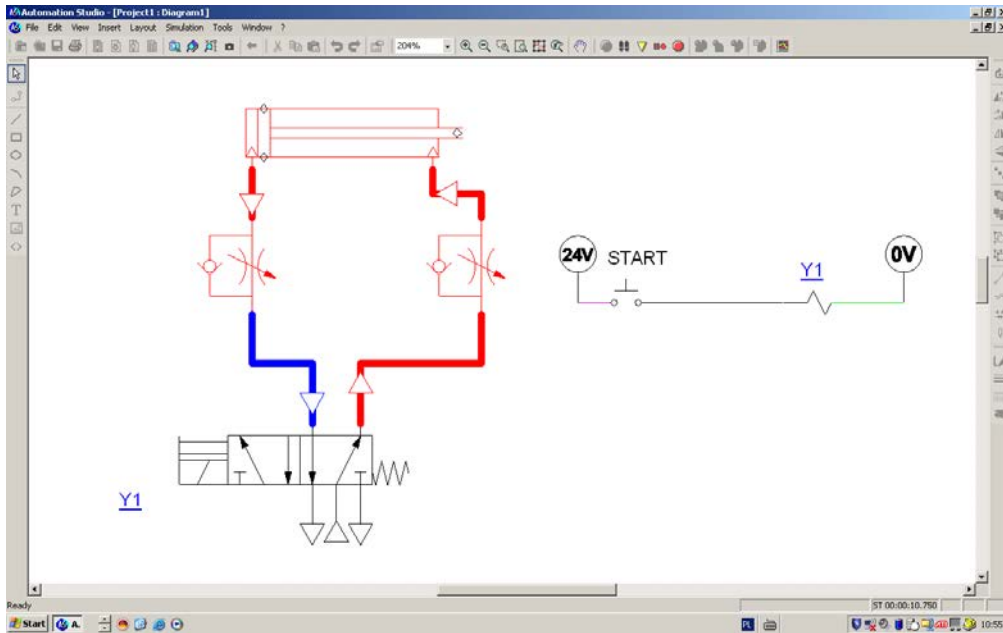 Automation Studio - [Project1 : Diagram1]
File Edit View Insert Layout Simulation Tools Window ?
204%
24V
START
Y1
0V
Y1
T
Ready
ST 00:00:10.750
Start
A.
PL
10:55